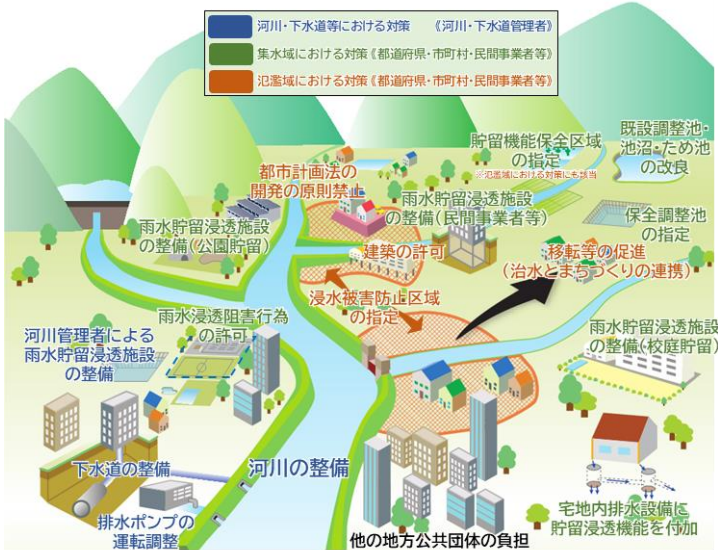 河川・下水道等における対策　《河川・下水道管理者》
集水域における対策《都道府県・市町村・民間事業者等》
氾濫域における対策《都道府県・市町村・民間事業者等》
貯留機能保全区域
の指定
※氾濫域における対策にも該当
既設調整池・
池沼・ため池
の改良
都市計画法の
開発の原則禁止
雨水貯留浸透施設
の整備(民間事業者等)
保全調整池
の指定
雨水貯留浸透施設
の整備(公園貯留)
建築の許可
移転等の促進
(治水とまちづくりの連携)
浸水被害防止区域
の指定
雨水浸透阻害行為
の許可
河川管理者による
雨水貯留浸透施設
の整備
雨水貯留浸透施設
の整備(校庭貯留)
下水道の整備
河川の整備
排水ポンプの
運転調整
宅地内排水設備に
貯留浸透機能を付加
他の地方公共団体の負担